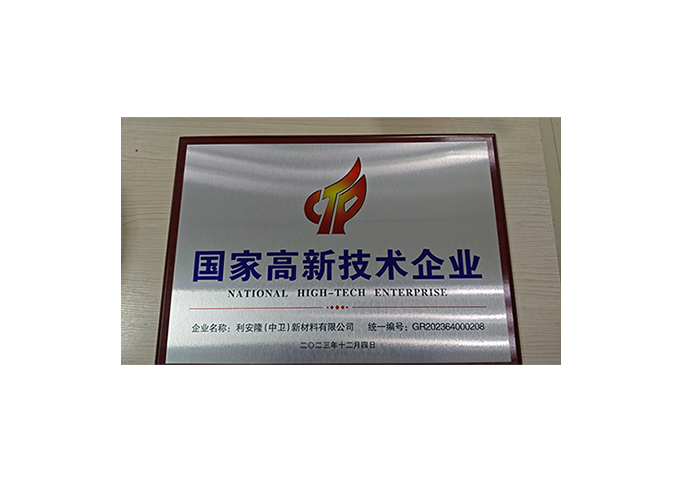 国家高新技术企业
NATIONAL HIGH-TECH ENTERPRISE
企业名称：利安隆(中卫)新材料有限公司 统一编号：GR202364000208
二〇二三年十二月四日